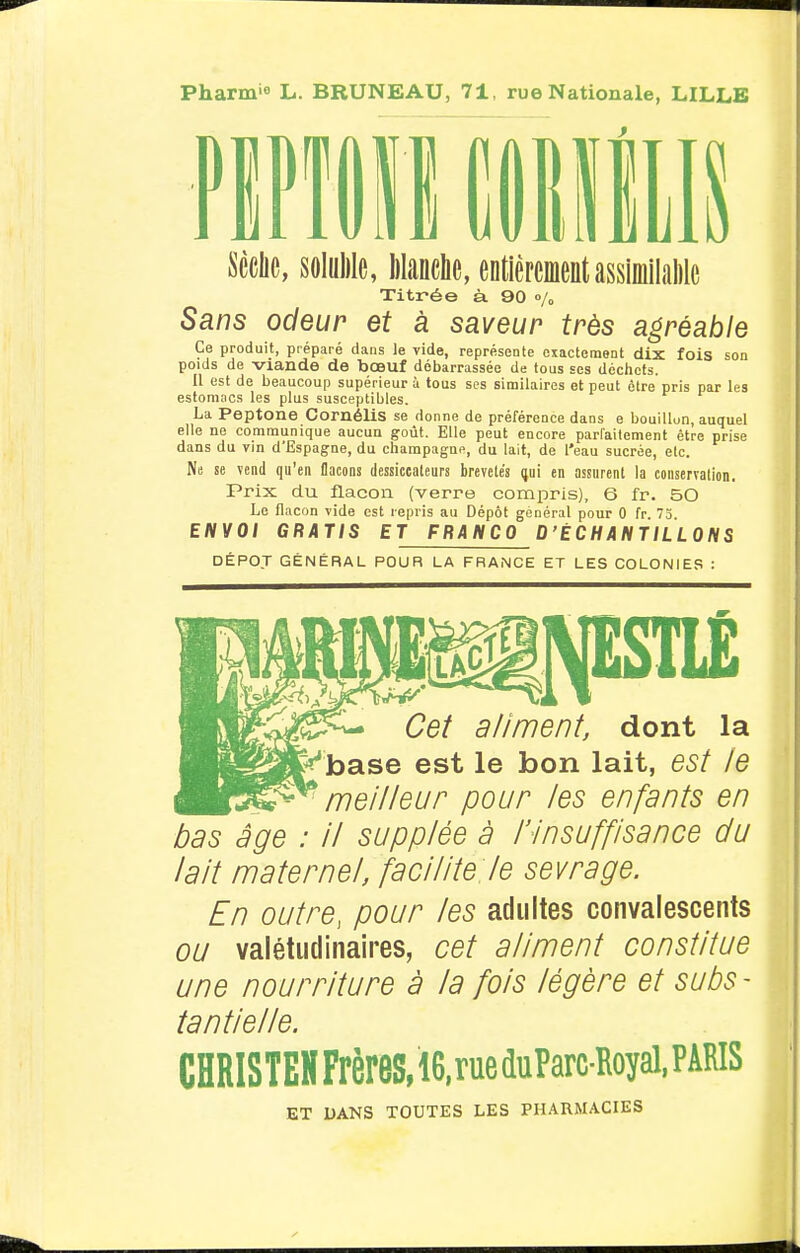 Pharmie L. BRUNEAU, 71, rue Nationale, LILLE
PEPTONE CORNÉLIS
Sèche, soluble, blanche, entièrement assimilable
Titrée à 90 %
Sans odeur et à saveur très agréable
Ce produit, préparé dans le vide, représente exactement dix fois son
poids de viande de bœuf débarrassée de tous ses déchets.
Il est de beaucoup supérieur à tous ses similaires et peut être pris par les
estomacs les plus susceptibles.
La Peptone Cornélis se donne de préférence dans e bouillon, auquel
elle ne communique aucun goût. Elle peut encore parfaitement être prise
dans du vin d'Espagne, du champagne, du lait, de l'eau sucrée, etc.
Ne se vend qu'en flacons dessiccateurs brevetés qui en assurent la conservation.
Prix du flacon (verre compris), 6 fr. 50
Le flacon vide est repris au Dépôt général pour 0 fr. 75.
ENVOI GRATIS ET FRANCO D'ÉCHANTILLONS
DÉPOT GÉNÉRAL POUR LA FRANCE ET LES COLONIES :
FARINE LACTÉE NESTLÉ
Cet aliment, dont la
base est le bon lait, est le
meilleur pour les enfants en
bas âge : il supplée à l'insuffisance du
lait maternel, facilite le sevrage.
En outre, pour les adultes convalescents
ou valétudinaires, cet aliment constitue
une nourriture à la fois légère et subs-
tantielle.
CHRISTEN Frères, 16, rue du Parc-Royal, PARIS
ET DANS TOUTES LES PHARMACIES